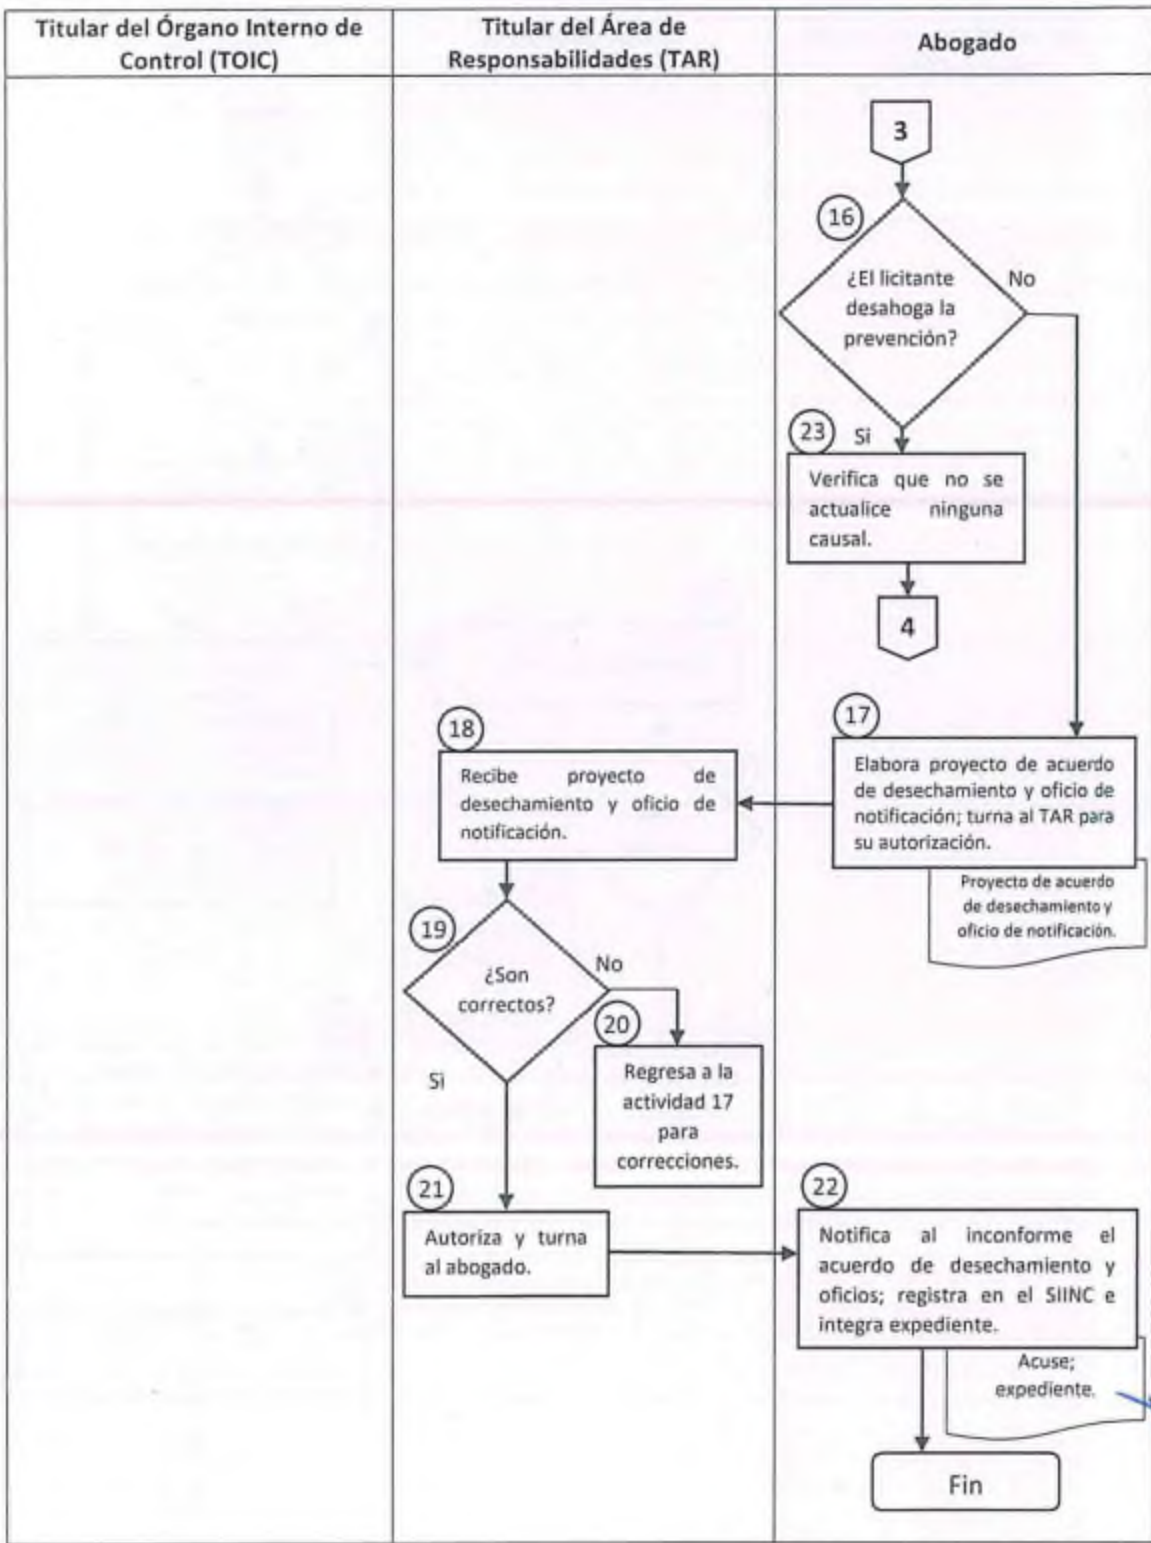 Titular del Órgano Interno de
Control (TOIC)
Titular del Área de
Responsabilidades (TAR)
Abogado
3
16
¿El licitante
desahoga la
prevención?
No
23
Si
Verifica que no se
actualice ninguna
causal.
4
17
Elabora proyecto de acuerdo
de desechamiento y oficio de
notificación; turna al TAR para
su autorización.
Proyecto de acuerdo
de desechamiento y
oficio de notificación.
18
Recibe proyecto de
desechamiento y oficio de
notificación.
19
¿Son
correctos?
No
20
Regresa a la
actividad 17
para
correcciones.
Si
21
Autoriza y turna
al abogado.
22
Notifica al inconforme el
acuerdo de desechamiento y
oficios; registra en el SIINC e
integra expediente.
Acuse;
expediente.
Fin